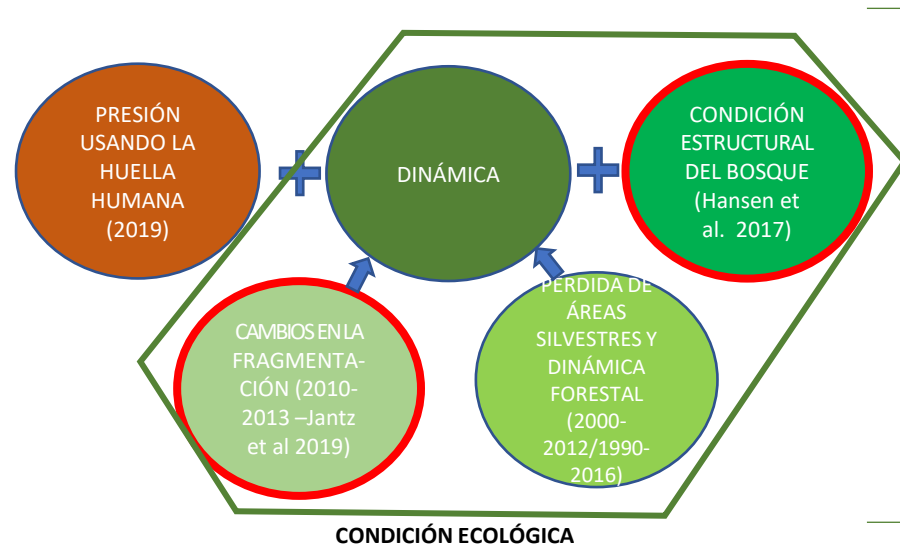 PRESIÓN
USANDO LA
HUELLA
HUMANA
(2019)
DINÁMICA
CONDICIÓN
ESTRUCTURAL
DEL BOSQUE
(Hansen et
al. 2017)
CAMBIOS EN LA
FRAGMENTA-
CIÓN (2010-
2013 –Jantz
et al 2019)
PERDIDA DE
ÁREAS
SILVESTRES Y
DINÁMICA
FORESTAL
(2000-
2012/1990-
2016)
CONDICIÓN ECOLÓGICA